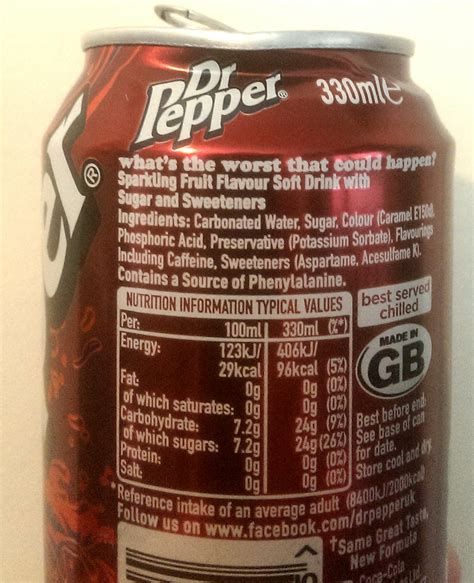 Dr
Pepper®
330ml℮
er®
what's the worst that could happen?
Sparkling Fruit Flavour Soft Drink with
Sugar and Sweeteners
Ingredients: Carbonated Water, Sugar, Colour (Caramel E150d),
Phosphoric Acid, Preservative (Potassium Sorbate), Flavourings
Including Caffeine, Sweeteners (Aspartame, Acesulfame K).
Contains a Source of Phenylalanine.
NUTRITION INFORMATION TYPICAL VALUES
Per: 100ml 330ml (%*)
Energy: 123kJ/ 406kJ/
29kcal 96kcal (5%)
Fat: 0g 0g (0%)
of which saturates: 0g 0g (0%)
Carbohydrate: 7.2g 24g (9%)
of which sugars: 7.2g 24g (26%)
Protein: 0g 0g (0%)
Salt: 0g 0g (0%)
*Reference intake of an average adult (8400kJ/2000kcal)
Follow us on www.facebook.com/drpepperuk
best served
chilled
MADE IN
GB
Best before end:
See base of can
for date.
Store cool and dry.
†Same Great Taste,
New Formula
Coca-Cola